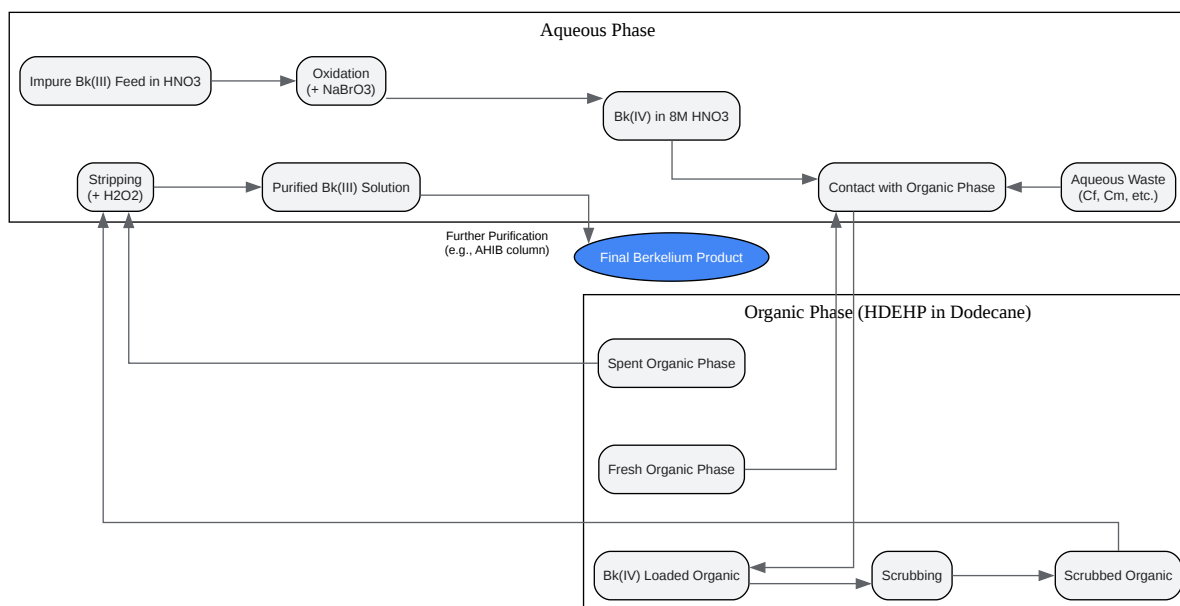 Aqueous Phase
Impure Bk(III) Feed in HNO3
Oxidation
(+ NaBrO3)
Bk(IV) in 8M HNO3
Stripping
(+ H2O2)
Purified Bk(III) Solution
Contact with Organic Phase
Aqueous Waste
(Cf, Cm, etc.)
Further Purification
(e.g., AHIB column)
Final Berkelium Product
Organic Phase (HDEHP in Dodecane)
Spent Organic Phase
Fresh Organic Phase
Bk(IV) Loaded Organic
Scrubbing
Scrubbed Organic